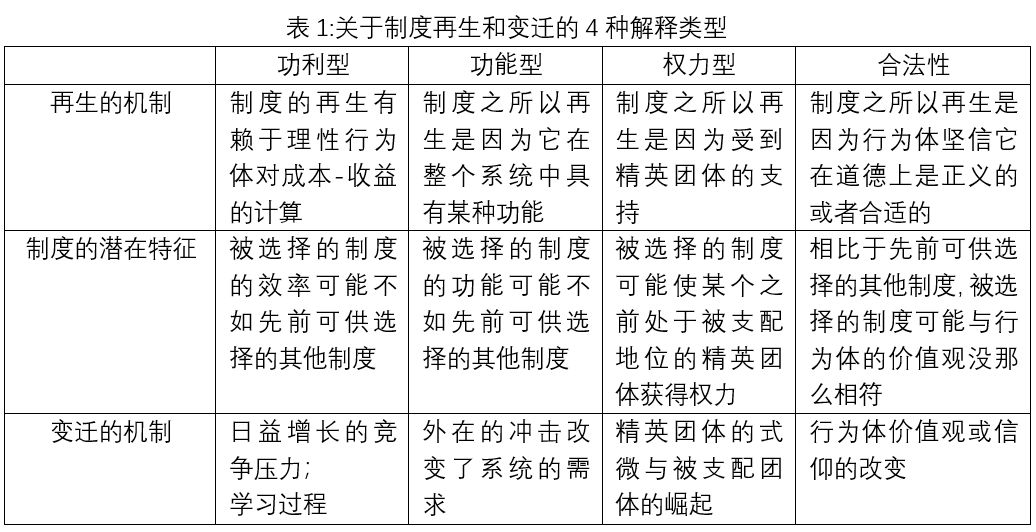 表1:关于制度再生和变迁的4种解释类型
功利型 功能型 权力型 合法性
再生的机制
制度的再生有
赖于理性行为
体对成本-收益
的计算
制度之所以再
生是因为它在
整个系统中具
有某种功能
制度之所以再
生是因为受到
精英团体的支
持
制度之所以再生是
因为行为体坚信它
在道德上是正义的
或者合适的
制度的潜在特征
被选择的制度
的效率可能不
如先前可供选
择的其他制度
被选择的制度
的功能可能不
如先前可供选
择的其他制度
被选择的制度
可能使某个之
前处于被支配
地位的精英团
体获得权力
相比于先前可供选
择的其他制度,被选
择的制度可能与行
为体的价值观没那
么相符
变迁的机制
日益增长的竞
争压力;
学习过程
外在的冲击改
变了系统的需
求
精英团体的式
微与被支配团
体的崛起
行为体价值观或信
仰的改变